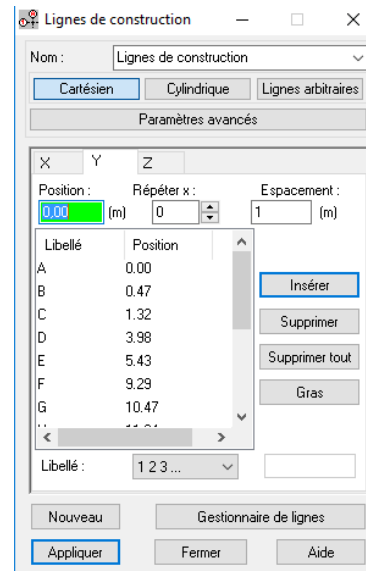 Lignes de construction
Nom : Lignes de construction
Cartésien Cylindrique Lignes arbitraires
Paramètres avancés
X Y Z
Position : Répéter x : Espacement :
0,00 (m) 0 1 (m)
Libellé Position
A 0.00
B 0.47
C 1.32
D 3.98
E 5.43
F 9.29
G 10.47
Insérer
Supprimer
Supprimer tout
Gras
Libellé : 1 2 3 ...
Nouveau Gestionnaire de lignes
Appliquer Fermer Aide